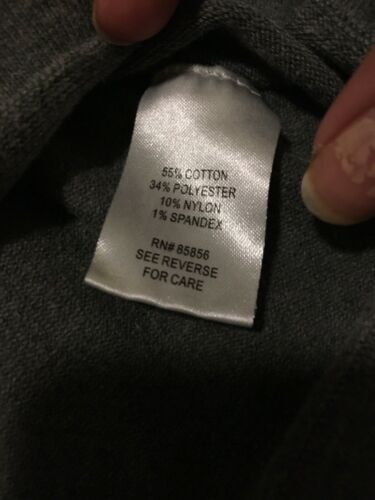 55% COTTON
34% POLYESTER
10% NYLON
1% SPANDEX
RN# 85856
SEE REVERSE
FOR CARE